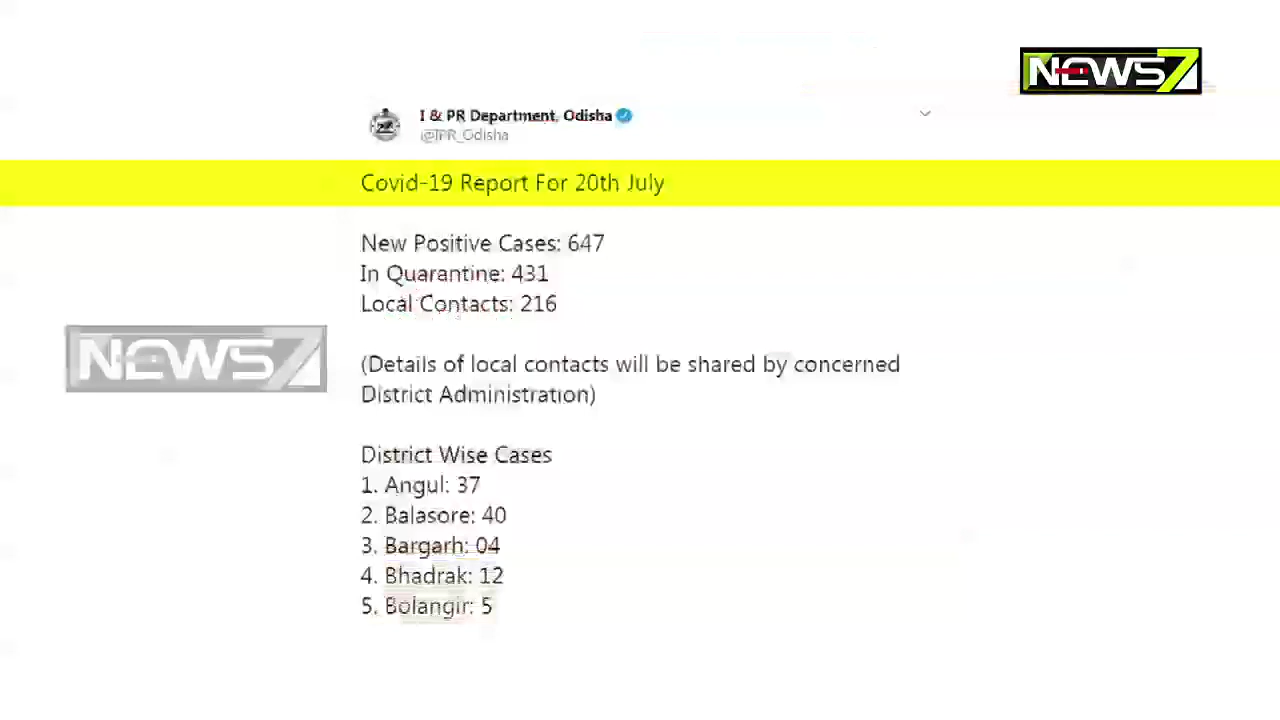 NEWS7
I & PR Department, Odisha
@IPR_Odisha
Covid-19 Report For 20th July
New Positive Cases: 647
In Quarantine: 431
Local Contacts: 216
NEWS7
(Details of local contacts will be shared by concerned
District Administration)
District Wise Cases
1. Angul: 37
2. Balasore: 40
3. Bargarh: 04
4. Bhadrak: 12
5. Bolangir: 5